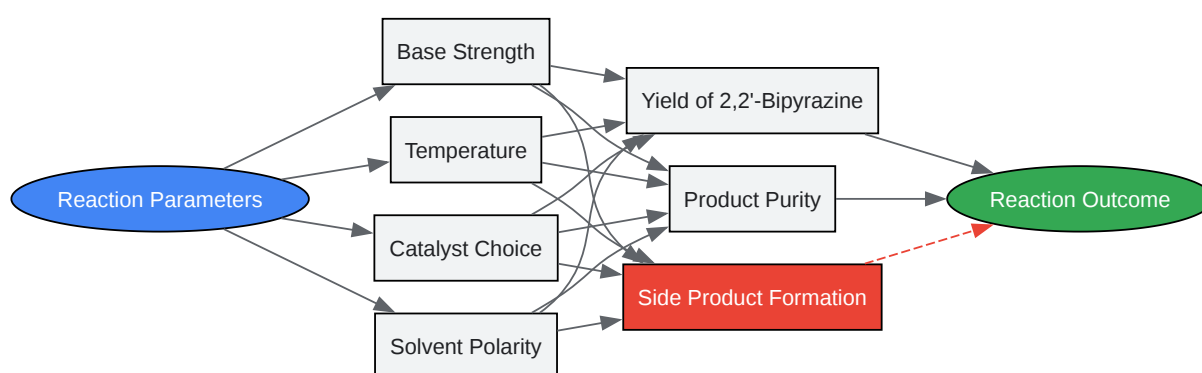 Reaction Parameters
Base Strength
Temperature
Catalyst Choice
Solvent Polarity
Yield of 2,2'-Bipyrazine
Product Purity
Side Product Formation
Reaction Outcome